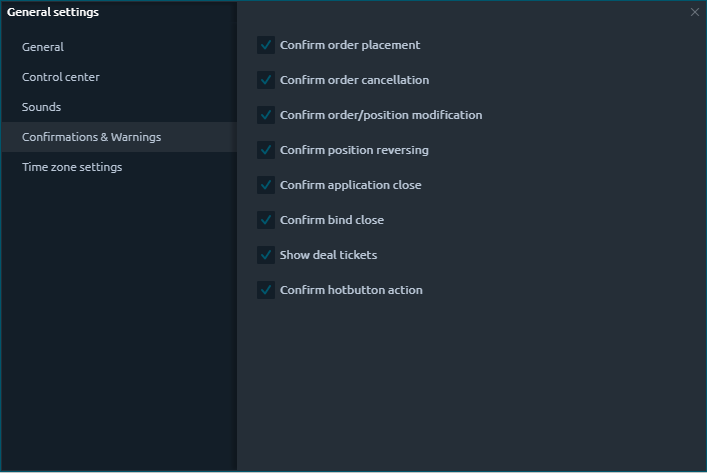 General settings
General
Control center
Sounds
Confirmations & Warnings
Time zone settings
Confirm order placement
Confirm order cancellation
Confirm order/position modification
Confirm position reversing
Confirm application close
Confirm bind close
Show deal tickets
Confirm hotbutton action